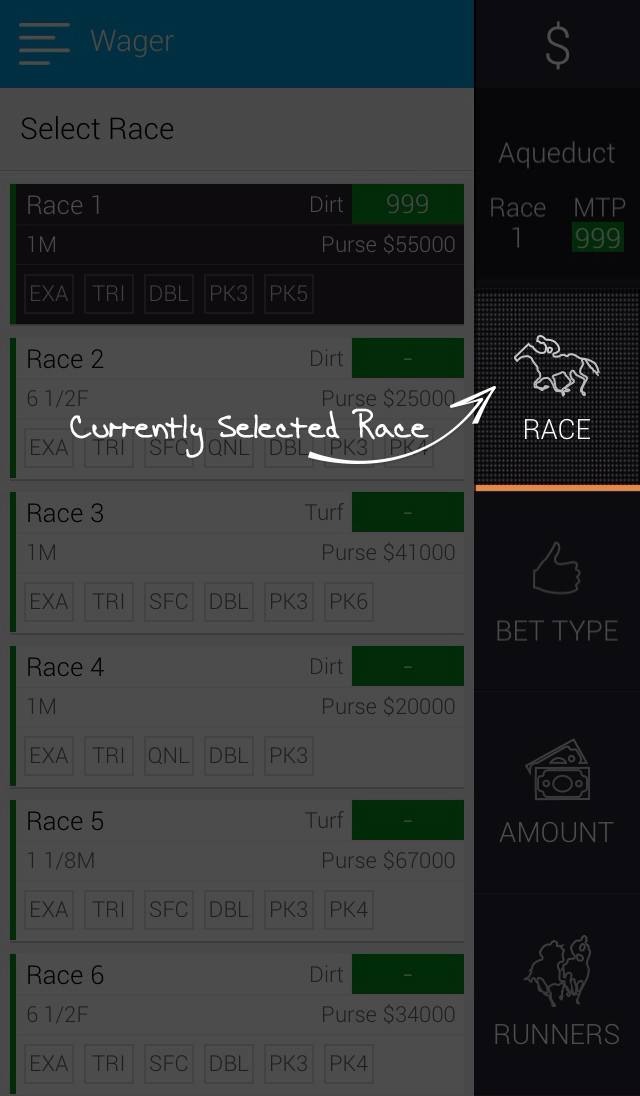 Wager
$
Select Race
Aqueduct
Race MTP
1 999
Race 1 Dirt 999
1M Purse $55000
EXA TRI DBL PK3 PK5
Race 2 Dirt -
6 1/2F Purse $25000
Currently Selected Race
EXA TRI SFC QNL DBL PK3 PK4
RACE
Race 3 Turf -
1M Purse $41000
EXA TRI SFC DBL PK3 PK6
BET TYPE
Race 4 Dirt -
1M Purse $20000
EXA TRI QNL DBL PK3
AMOUNT
Race 5 Turf -
1 1/8M Purse $67000
EXA TRI SFC DBL PK3 PK4
Race 6 Dirt -
6 1/2F Purse $34000
RUNNERS
EXA TRI SFC DBL PK3 PK4